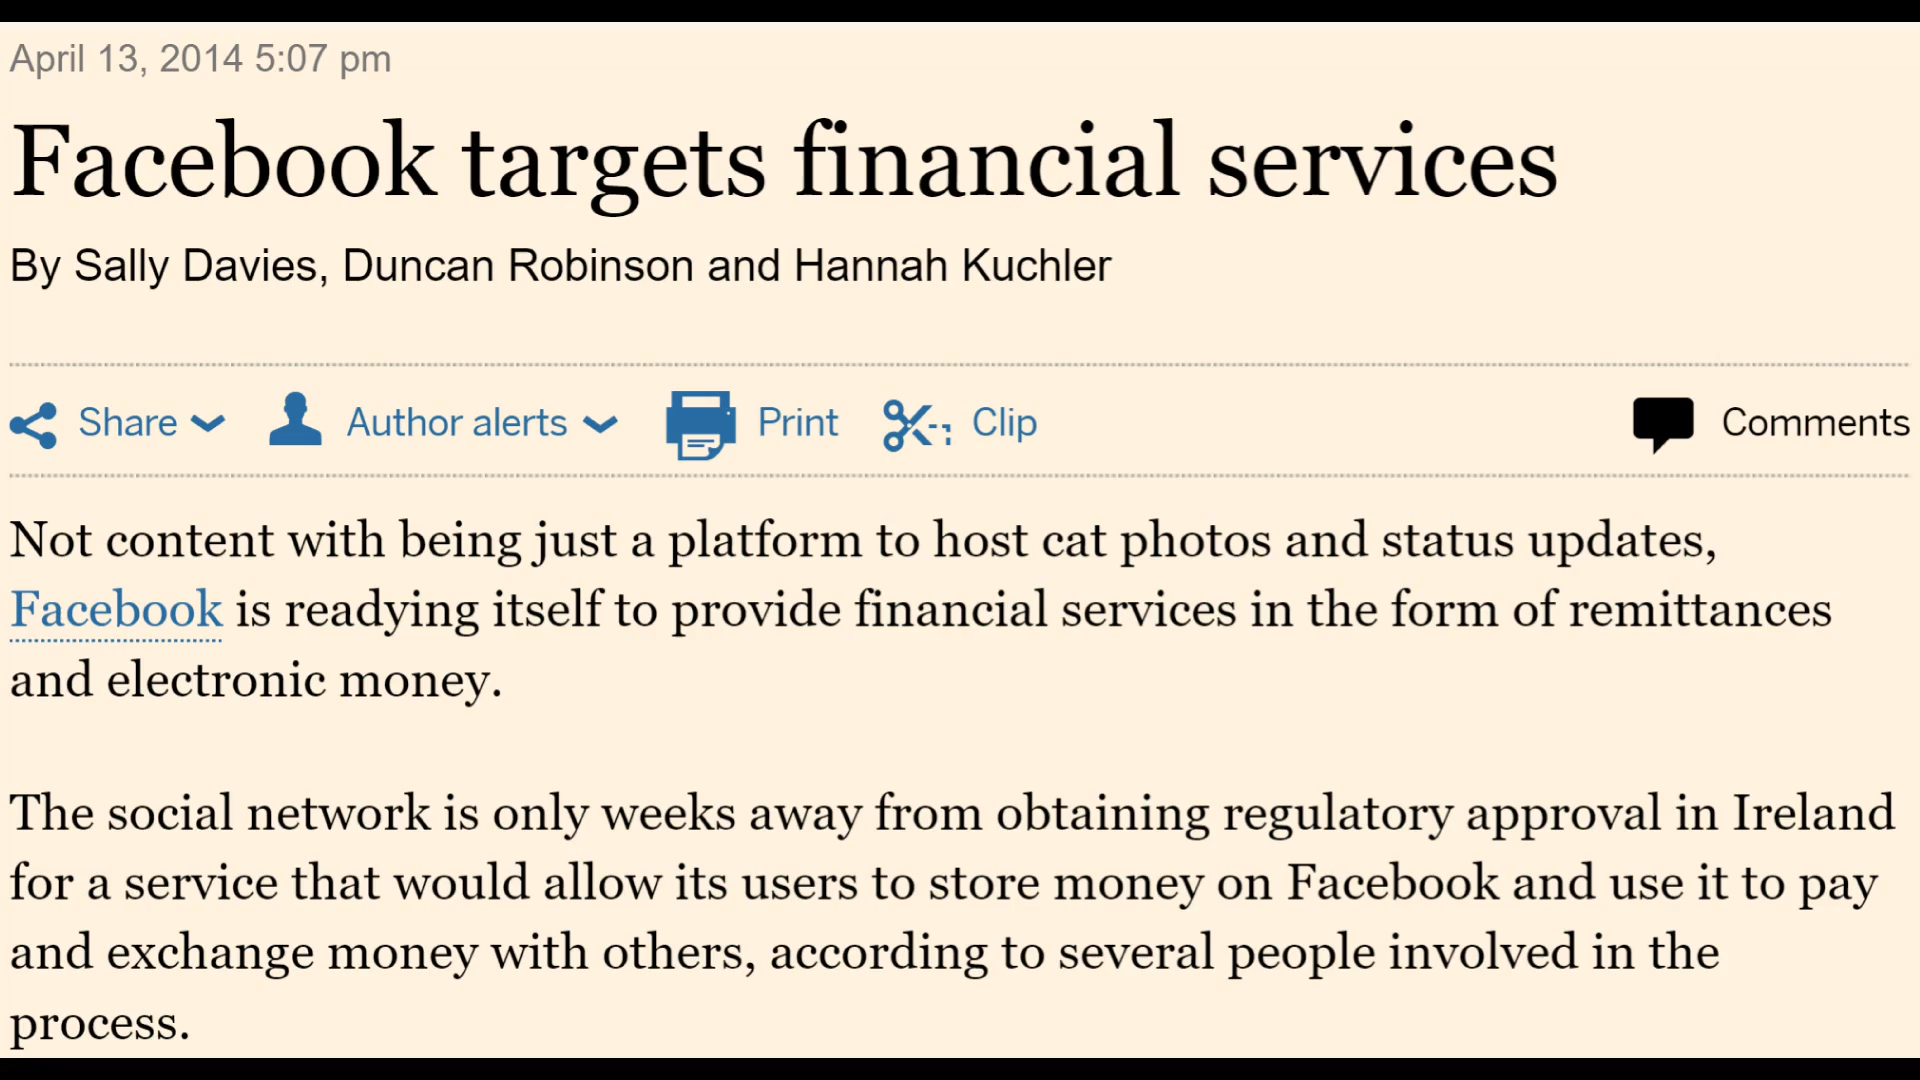 April 13, 2014 5:07 pm
Facebook targets financial services
By Sally Davies, Duncan Robinson and Hannah Kuchler
Share Author alerts Print Clip Comments
Not content with being just a platform to host cat photos and status updates,
Facebook is readying itself to provide financial services in the form of remittances
and electronic money.
The social network is only weeks away from obtaining regulatory approval in Ireland
for a service that would allow its users to store money on Facebook and use it to pay
and exchange money with others, according to several people involved in the
process.